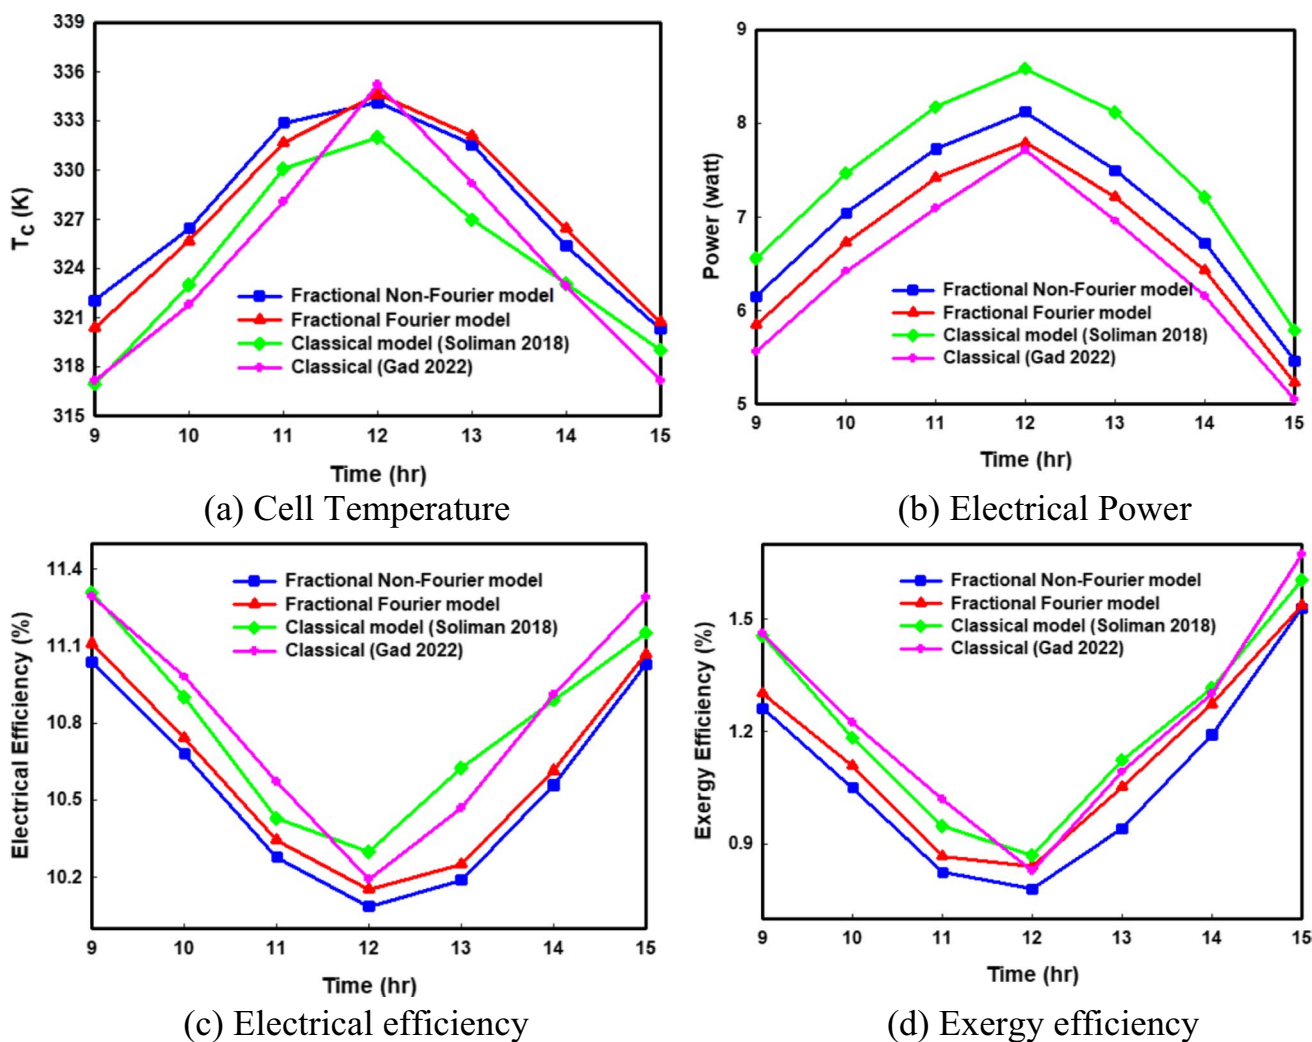 339
336
333
330
327
324
321
318
315
T_C (K)
Fractional Non-Fourier model
Fractional Fourier model
Classical model (Soliman 2018)
Classical (Gad 2022)
9 10 11 12 13 14 15
Time (hr)
(a) Cell Temperature
9
8
7
6
5
Power (watt)
Fractional Non-Fourier model
Fractional Fourier model
Classical model (Soliman 2018)
Classical (Gad 2022)
9 10 11 12 13 14 15
Time (hr)
(b) Electrical Power
11.4
11.1
10.8
10.5
10.2
Electrical Efficiency (%)
Fractional Non-Fourier model
Fractional Fourier model
Classical model (Soliman 2018)
Classical (Gad 2022)
9 10 11 12 13 14 15
Time (hr)
(c) Electrical efficiency
1.5
1.2
0.9
Exergy Efficiency (%)
Fractional Non-Fourier model
Fractional Fourier model
Classical model (Soliman 2018)
Classical (Gad 2022)
9 10 11 12 13 14 15
Time (hr)
(d) Exergy efficiency